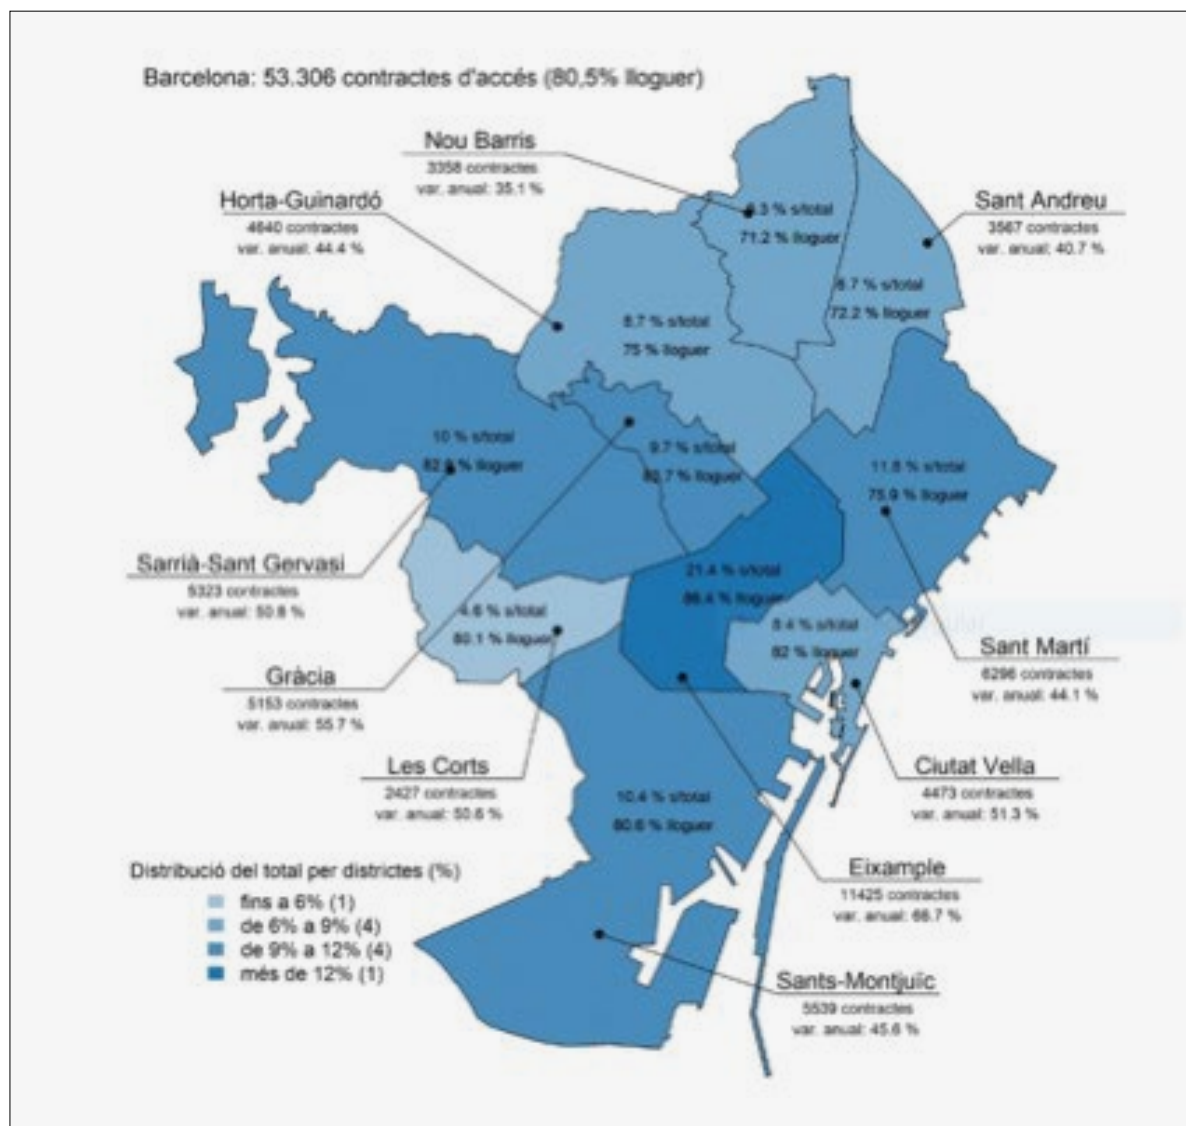 Barcelona: 53.306 contractes d'accés (80,5% lloguer)
Nou Barris
3358 contractes
var. anual: 35.1 %
Horta-Guinardó
4640 contractes
var. anual: 44.4 %
Sant Andreu
3567 contractes
var. anual: 40.7 %
6.3 % s/total
71.2 % lloguer
6.7 % s/total
72.2 % lloguer
8.7 % s/total
75 % lloguer
10 % s/total
% lloguer
9.7 % s/total
% lloguer
11.8 % s/total
75.9 % lloguer
Sarrià-Sant Gervasi
5323 contractes
var. anual: 50.8 %
21.4 % s/total
86.4 % lloguer
4.6 % s/total
80.1 % lloguer
8.4 % s/total
82 % lloguer
Sant Martí
6296 contractes
var. anual: 44.1 %
Gràcia
5153 contractes
var. anual: 55.7 %
Les Corts
2427 contractes
var. anual: 50.6 %
Ciutat Vella
4473 contractes
var. anual: 51.3 %
10.4 % s/total
80.6 % lloguer
Eixample
11425 contractes
var. anual: 66.7 %
Distribució del total per districtes (%)
fins a 6% (1)
de 6% a 9% (4)
de 9% a 12% (4)
més de 12% (1)
Sants-Montjuïc
5539 contractes
var. anual: 45.6 %